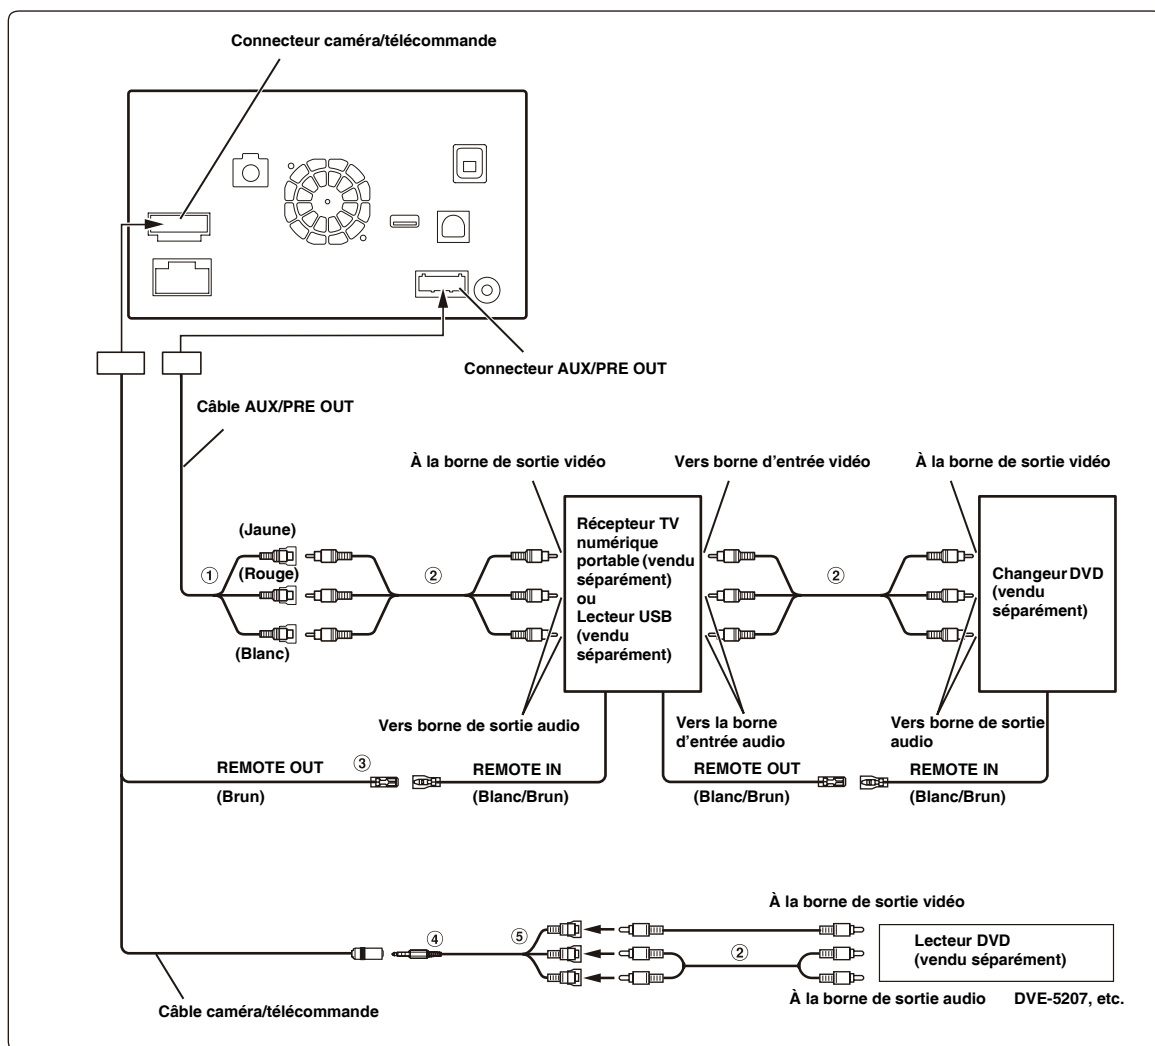 Connecteur caméra/télécommande
Connecteur AUX/PRE OUT
Câble AUX/PRE OUT
À la borne de sortie vidéo
Vers borne d'entrée vidéo
À la borne de sortie vidéo
(Jaune)
①
(Rouge)
(Blanc)
②
Récepteur TV
numérique
portable (vendu
séparément)
ou
Lecteur USB
(vendu
séparément)
②
Changeur DVD
(vendu
séparément)
Vers borne de sortie audio
Vers la borne
d'entrée audio
Vers borne de sortie
audio
REMOTE OUT
(Brun)
③
REMOTE IN
(Blanc/Brun)
REMOTE OUT
(Blanc/Brun)
REMOTE IN
(Blanc/Brun)
À la borne de sortie vidéo
④
⑤
②
Lecteur DVD
(vendu séparément)
À la borne de sortie audio
DVE-5207, etc.
Câble caméra/télécommande